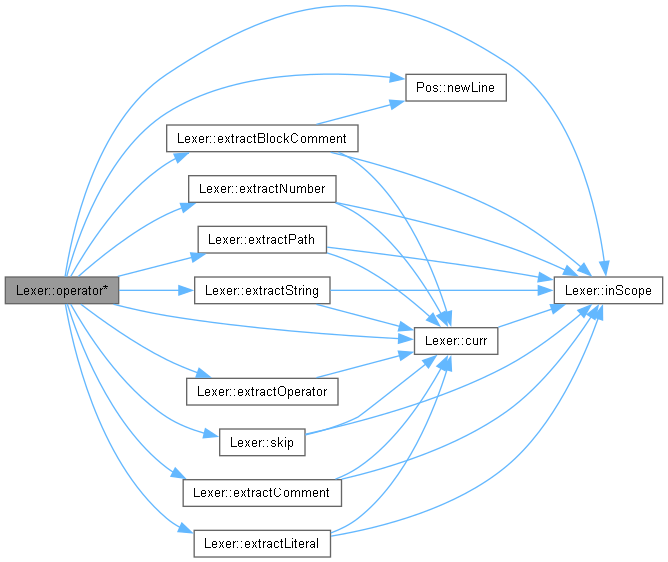 Pos::newLine
Lexer::extractBlockComment
Lexer::extractNumber
Lexer::extractPath
Lexer::operator*
Lexer::extractString
Lexer::inScope
Lexer::curr
Lexer::extractOperator
Lexer::skip
Lexer::extractComment
Lexer::extractLiteral